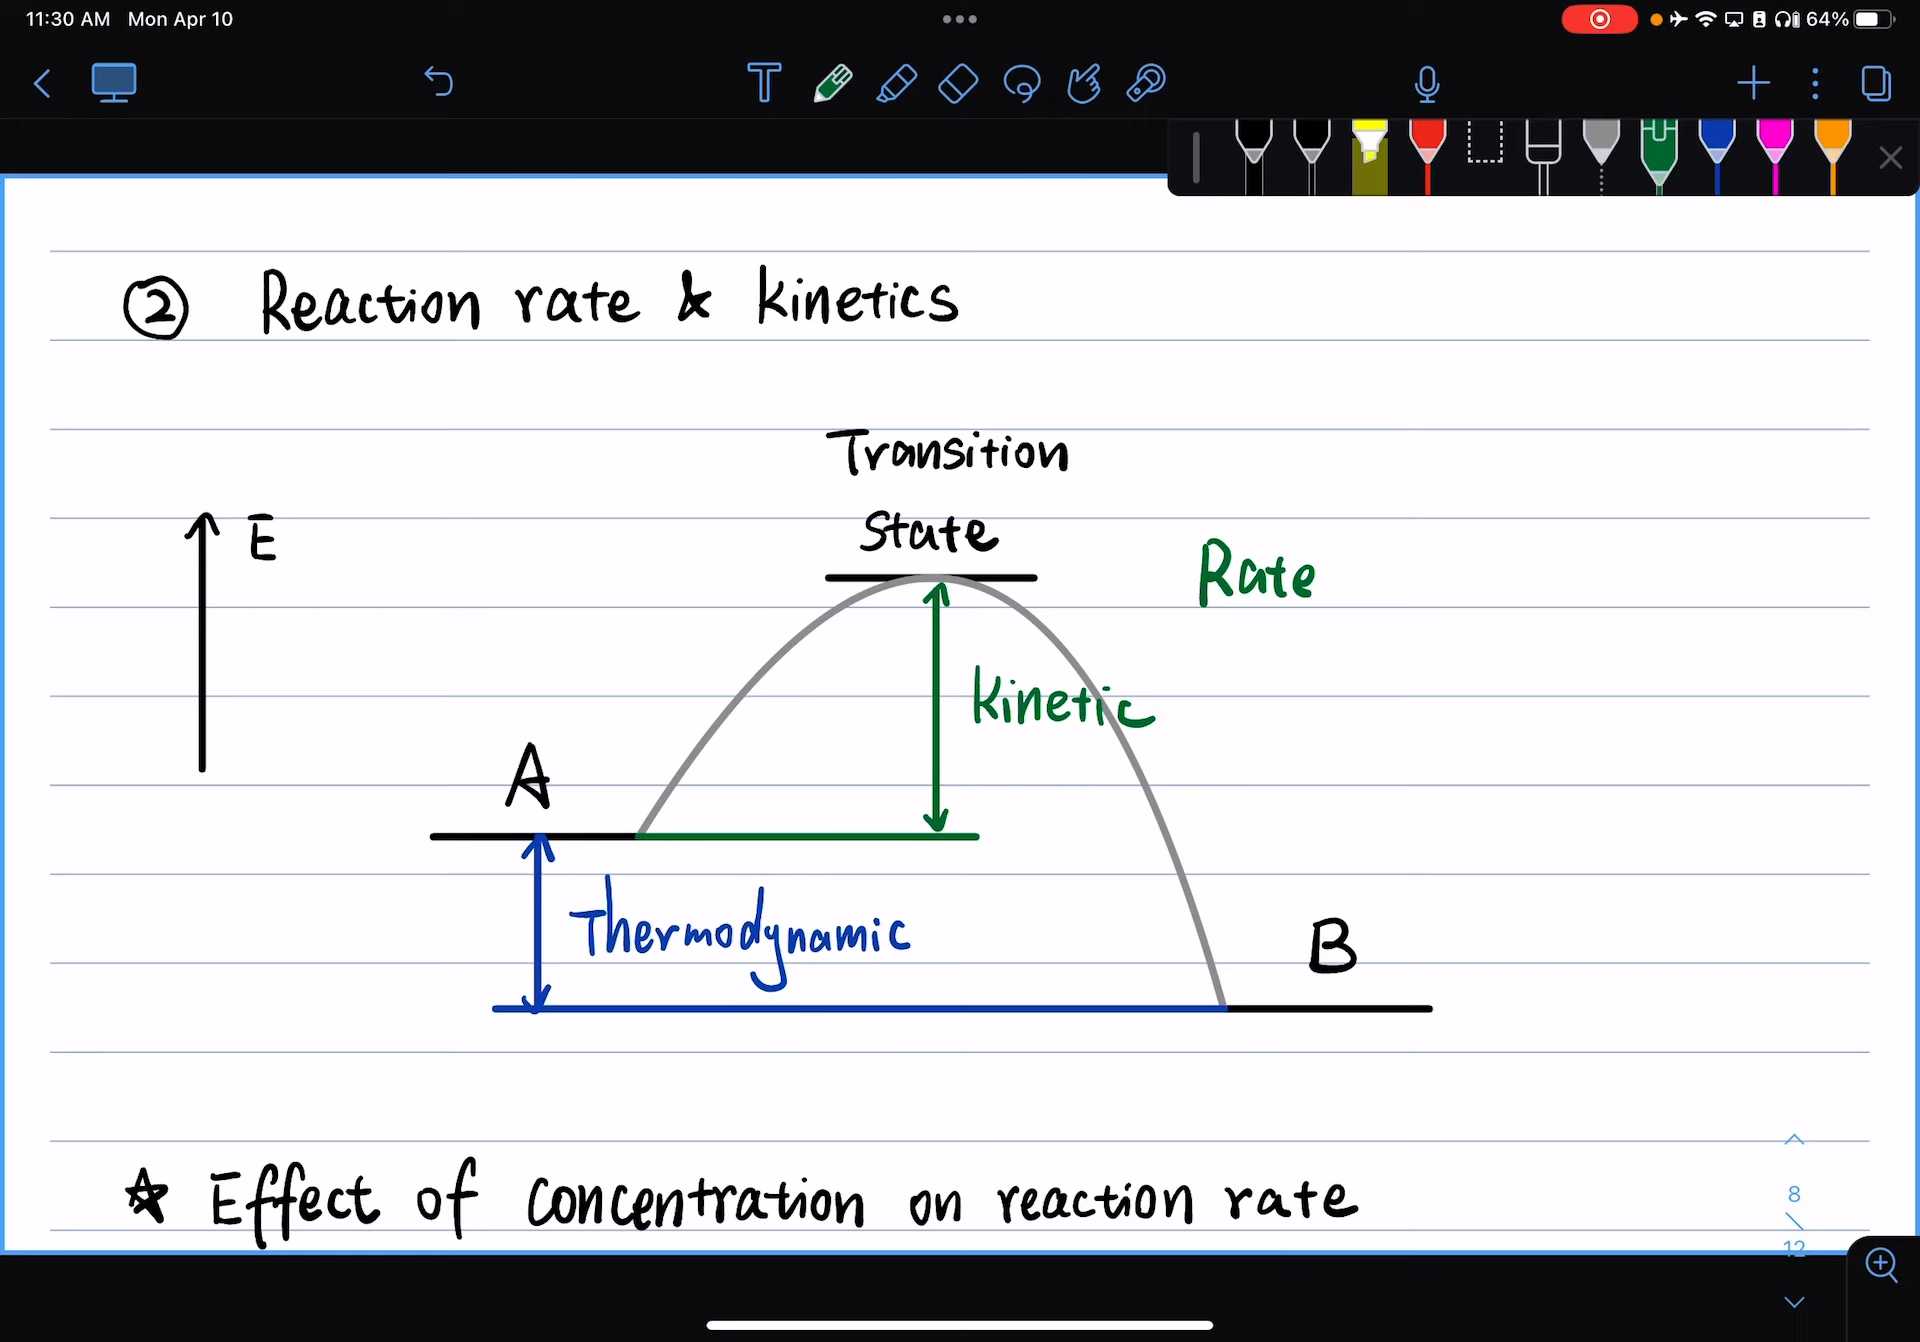 11:30 AM Mon Apr 10
64%
② Reaction rate & kinetics
Transition
State
E
Rate
Kinetic
A
Thermodynamic
B
☆ Effect of concentration on reaction rate
8
12